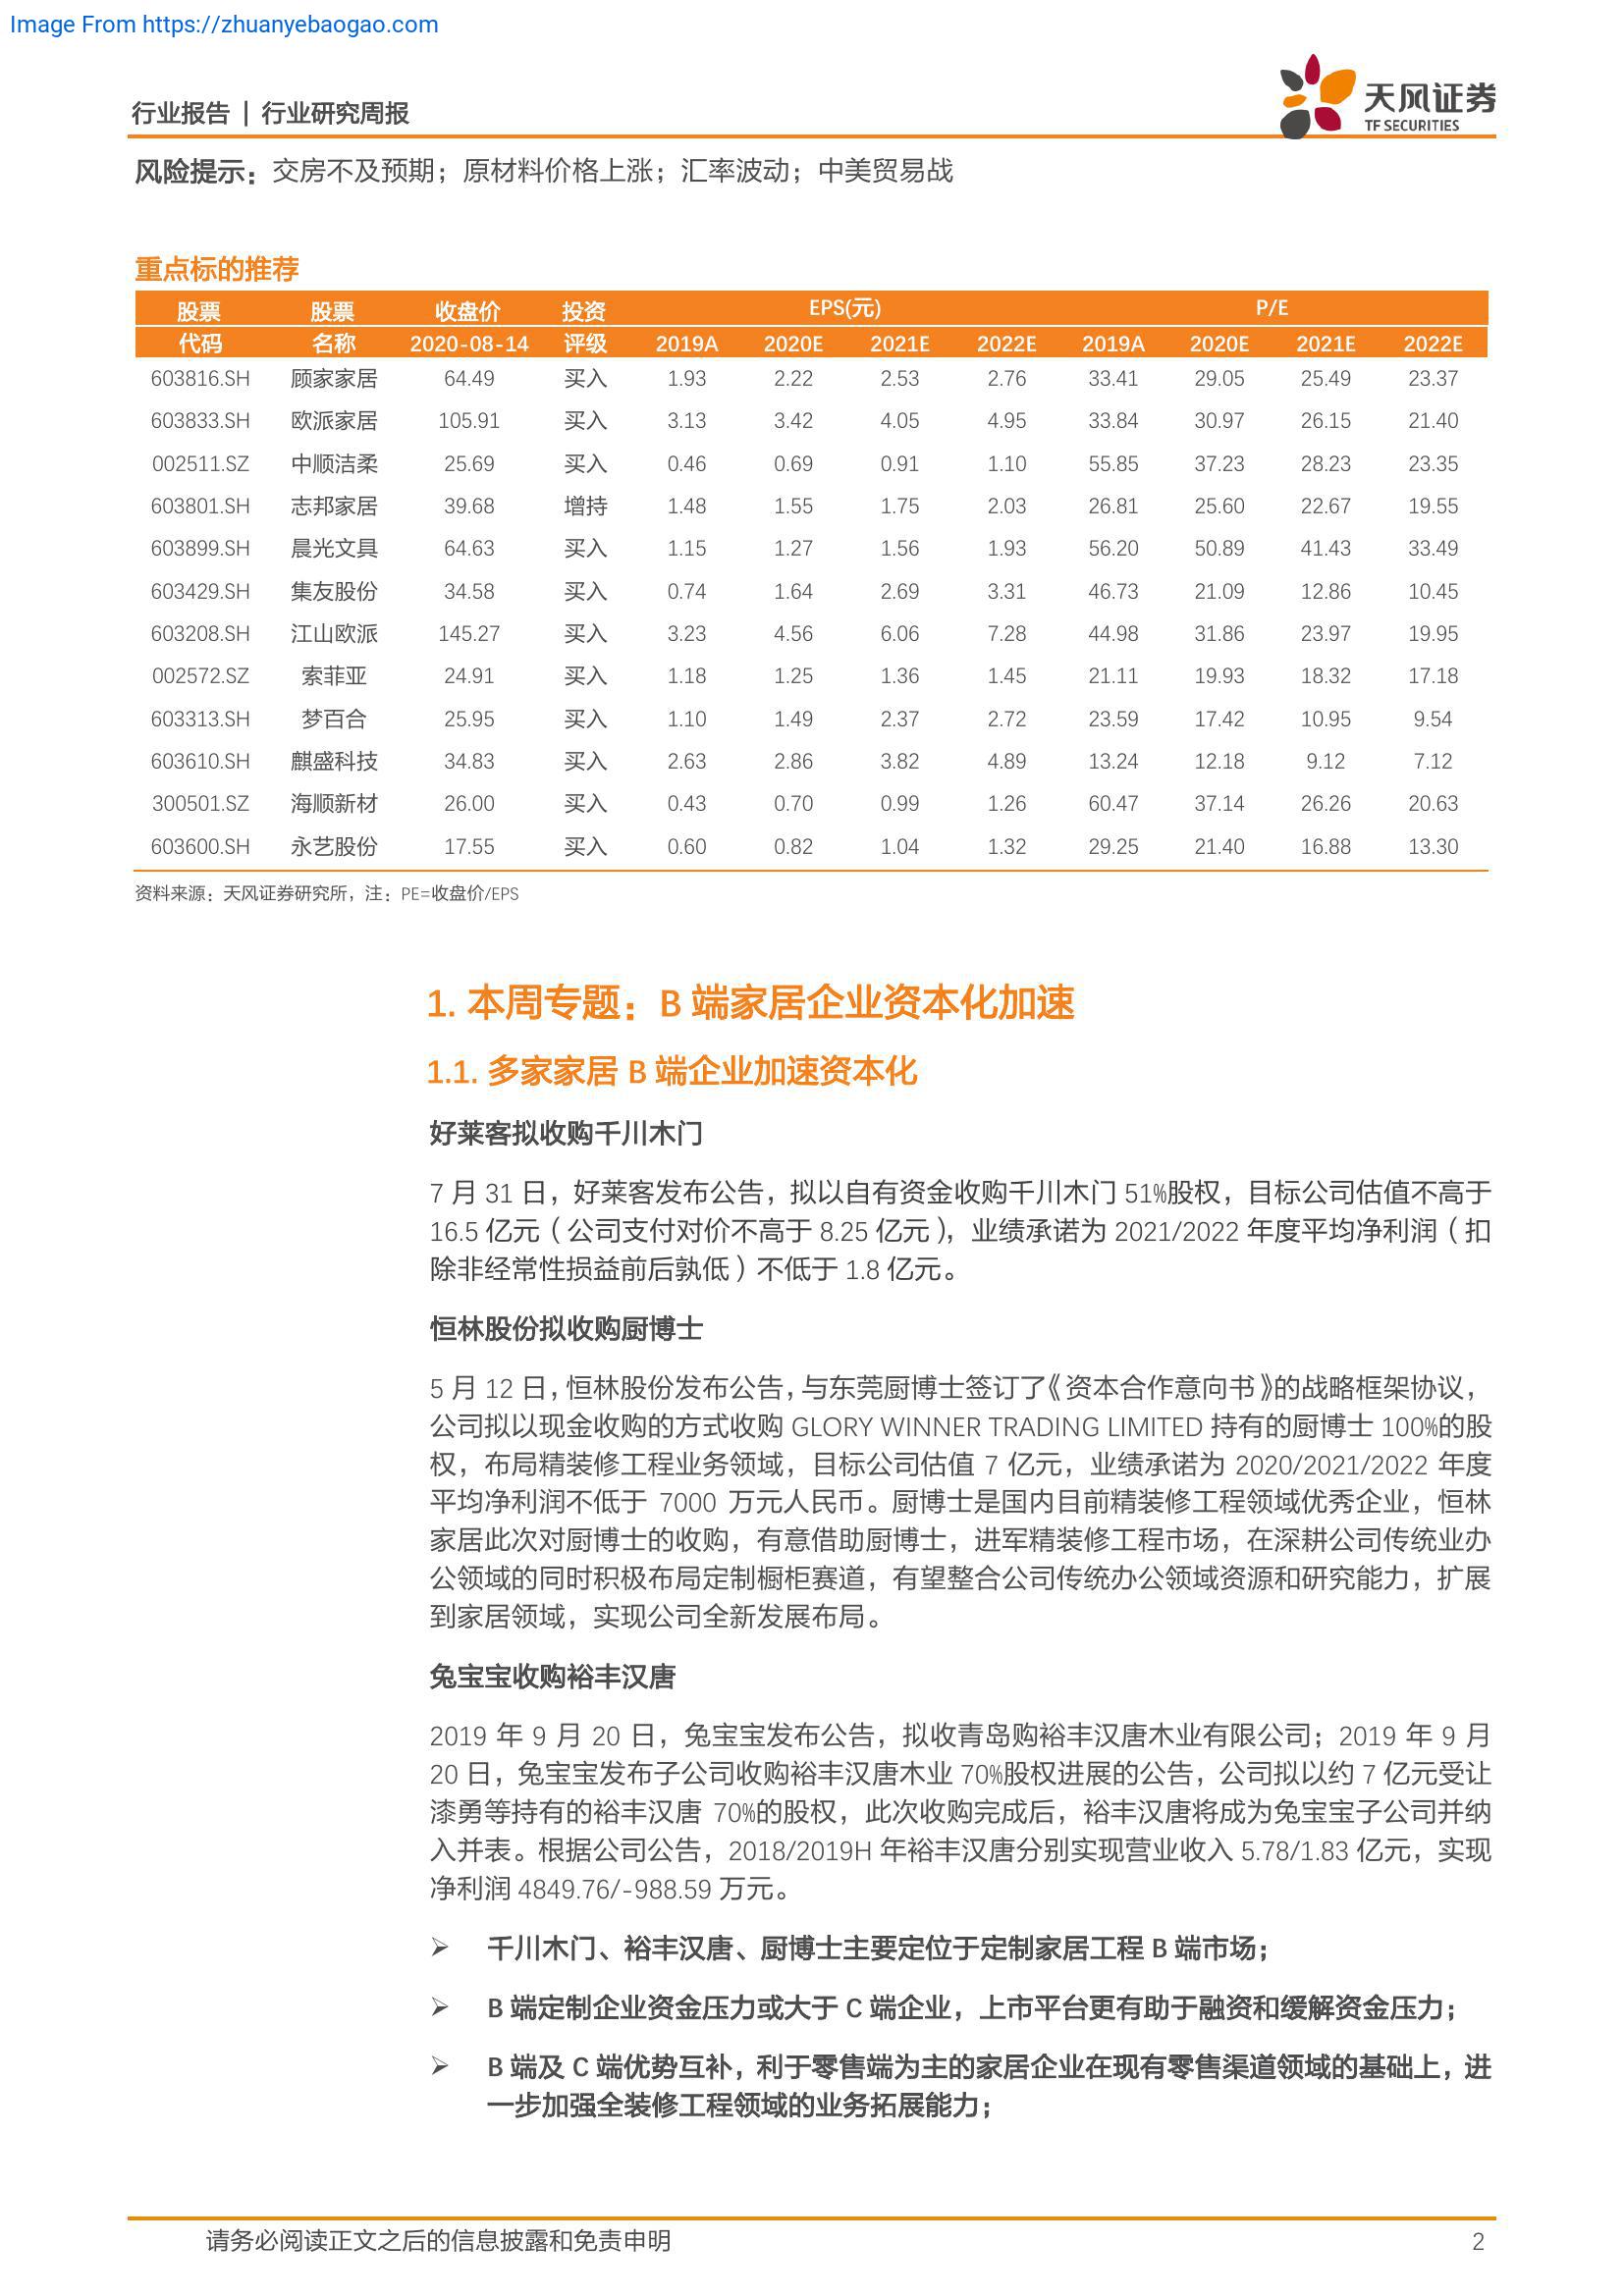 Image From https://zhuanyebaogao.com
行业报告 | 行业研究周报
天风证券
TF SECURITIES
风险提示：交房不及预期；原材料价格上涨；汇率波动；中美贸易战
重点标的推荐
股票 股票 收盘价 投资 EPS(元) P/E
代码 名称 2020-08-14 评级 2019A 2020E 2021E 2022E 2019A 2020E 2021E 2022E
603816.SH 顾家家居 64.49 买入 1.93 2.22 2.53 2.76 33.41 29.05 25.49 23.37
603833.SH 欧派家居 105.91 买入 3.13 3.42 4.05 4.95 33.84 30.97 26.15 21.40
002511.SZ 中顺洁柔 25.69 买入 0.46 0.69 0.91 1.10 55.85 37.23 28.23 23.35
603801.SH 志邦家居 39.68 增持 1.48 1.55 1.75 2.03 26.81 25.60 22.67 19.55
603899.SH 晨光文具 64.63 买入 1.15 1.27 1.56 1.93 56.20 50.89 41.43 33.49
603429.SH 集友股份 34.58 买入 0.74 1.64 2.69 3.31 46.73 21.09 12.86 10.45
603208.SH 江山欧派 145.27 买入 3.23 4.56 6.06 7.28 44.98 31.86 23.97 19.95
002572.SZ 索菲亚 24.91 买入 1.18 1.25 1.36 1.45 21.11 19.93 18.32 17.18
603313.SH 梦百合 25.95 买入 1.10 1.49 2.37 2.72 23.59 17.42 10.95 9.54
603610.SH 麒盛科技 34.83 买入 2.63 2.86 3.82 4.89 13.24 12.18 9.12 7.12
300501.SZ 海顺新材 26.00 买入 0.43 0.70 0.99 1.26 60.47 37.14 26.26 20.63
603600.SH 永艺股份 17.55 买入 0.60 0.82 1.04 1.32 29.25 21.40 16.88 13.30
资料来源：天风证券研究所，注：PE=收盘价/EPS
1. 本周专题：B 端家居企业资本化加速
1.1. 多家家居 B 端企业加速资本化
好莱客拟收购千川木门
7 月 31 日，好莱客发布公告，拟以自有资金收购千川木门 51%股权，目标公司估值不高于
16.5 亿元（公司支付对价不高于 8.25 亿元），业绩承诺为 2021/2022 年度平均净利润（扣
除非经常性损益前后孰低）不低于 1.8 亿元。
恒林股份拟收购厨博士
5 月 12 日，恒林股份发布公告，与东莞厨博士签订了《资本合作意向书》的战略框架协议，
公司拟以现金收购的方式收购 GLORY WINNER TRADING LIMITED 持有的厨博士 100%的股
权，布局精装修工程业务领域，目标公司估值 7 亿元，业绩承诺为 2020/2021/2022 年度
平均净利润不低于 7000 万元人民币。厨博士是国内目前精装修工程领域优秀企业，恒林
家居此次对厨博士的收购，有意借助厨博士，进军精装修工程市场，在深耕公司传统业办
公领域的同时积极布局定制橱柜赛道，有望整合公司传统办公领域资源和研究能力，扩展
到家居领域，实现公司全新发展布局。
兔宝宝收购裕丰汉唐
2019 年 9 月 20 日，兔宝宝发布公告，拟收青岛购裕丰汉唐木业有限公司；2019 年 9 月
20 日，兔宝宝发布子公司收购裕丰汉唐木业 70%股权进展的公告，公司拟以约 7 亿元受让
漆勇等持有的裕丰汉唐 70%的股权，此次收购完成后，裕丰汉唐将成为兔宝宝子公司并纳
入并表。根据公司公告，2018/2019H 年裕丰汉唐分别实现营业收入 5.78/1.83 亿元，实现
净利润 4849.76/-988.59 万元。
➢ 千川木门、裕丰汉唐、厨博士主要定位于定制家居工程 B 端市场；
➢ B 端定制企业资金压力或大于 C 端企业，上市平台更有助于融资和缓解资金压力；
➢ B 端及 C 端优势互补，利于零售端为主的家居企业在现有零售渠道领域的基础上，进
一步加强全装修工程领域的业务拓展能力；
请务必阅读正文之后的信息披露和免责申明 2